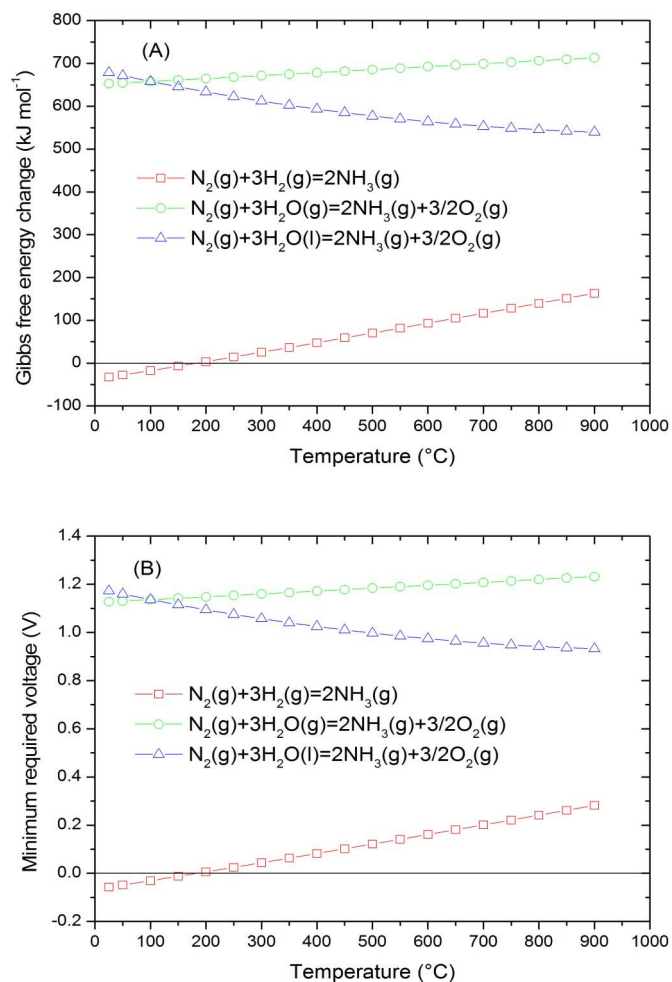 (A)
Gibbs free energy change (kJ mol⁻¹)
800
700
600
500
400
300
200
100
0
-100
N₂(g)+3H₂(g)=2NH₃(g)
N₂(g)+3H₂O(g)=2NH₃(g)+3/2O₂(g)
N₂(g)+3H₂O(l)=2NH₃(g)+3/2O₂(g)
0 100 200 300 400 500 600 700 800 900 1000
Temperature (°C)
(B)
Minimum required voltage (V)
1.4
1.2
1.0
0.8
0.6
0.4
0.2
0.0
-0.2
N₂(g)+3H₂(g)=2NH₃(g)
N₂(g)+3H₂O(g)=2NH₃(g)+3/2O₂(g)
N₂(g)+3H₂O(l)=2NH₃(g)+3/2O₂(g)
0 100 200 300 400 500 600 700 800 900 1000
Temperature (°C)